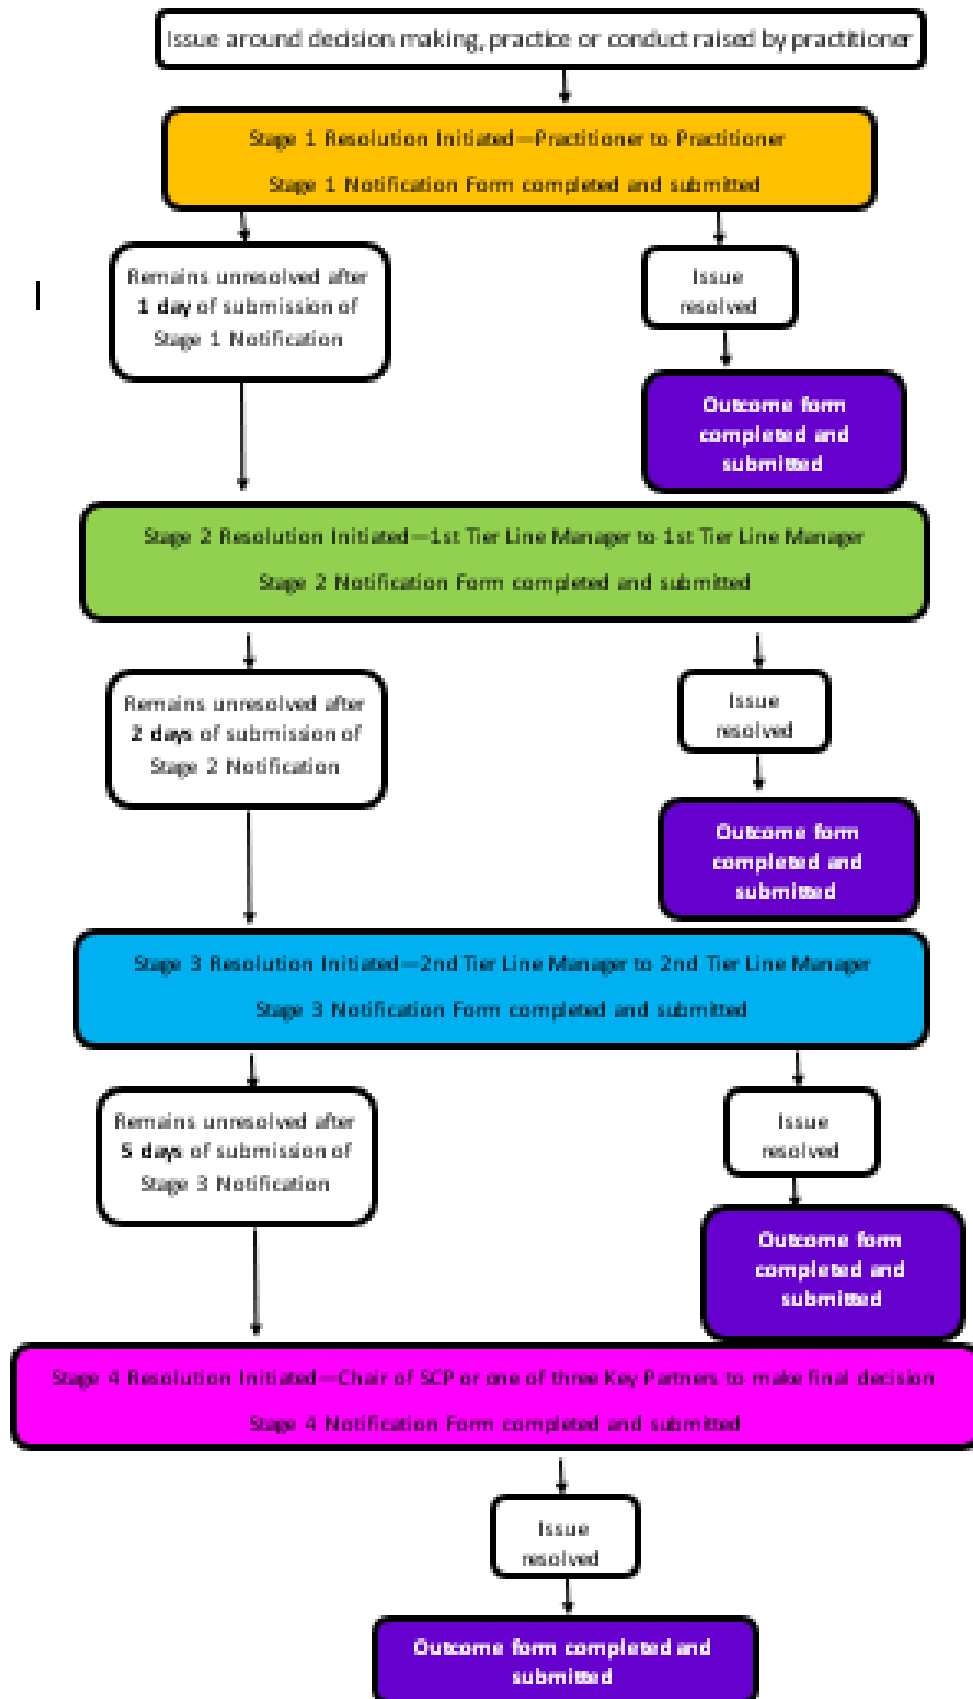 Issue around decision making, practice or conduct raised by practitioner
Stage 1 Resolution Initiated—Practitioner to Practitioner
Stage 1 Notification Form completed and submitted
Remains unresolved after
1 day of submission of
Stage 1 Notification
Issue
resolved
Outcome form
completed and
submitted
Stage 2 Resolution Initiated—1st Tier Line Manager to 1st Tier Line Manager
Stage 2 Notification Form completed and submitted
Remains unresolved after
2 days of submission of
Stage 2 Notification
Issue
resolved
Outcome form
completed and
submitted
Stage 3 Resolution Initiated—2nd Tier Line Manager to 2nd Tier Line Manager
Stage 3 Notification Form completed and submitted
Remains unresolved after
5 days of submission of
Stage 3 Notification
Issue
resolved
Outcome form
completed and
submitted
Stage 4 Resolution Initiated—Chair of SCP or one of three Key Partners to make final decision
Stage 4 Notification Form completed and submitted
Issue
resolved
Outcome form completed and
submitted